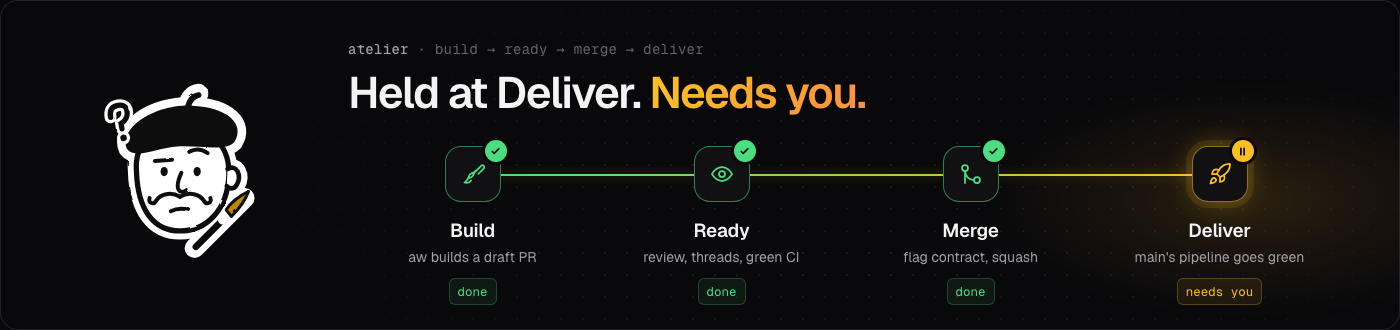 atelier · build → ready → merge → deliver
Held at Deliver. Needs you.
Build
aw builds a draft PR
done
Ready
review, threads, green CI
done
Merge
flag contract, squash
done
Deliver
main's pipeline goes green
needs you